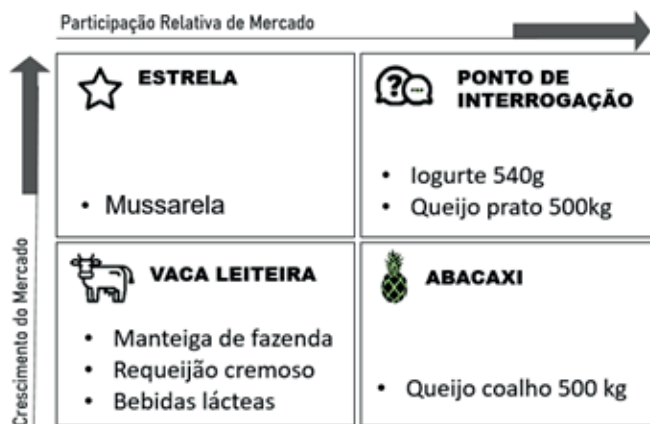 Participação Relativa de Mercado
Crescimento do Mercado
ESTRELA
• Mussarela
PONTO DE
INTERROGAÇÃO
• Iogurte 540g
• Queijo prato 500kg
VACA LEITEIRA
• Manteiga de fazenda
• Requeijão cremoso
• Bebidas lácteas
ABACAXI
• Queijo coalho 500 kg